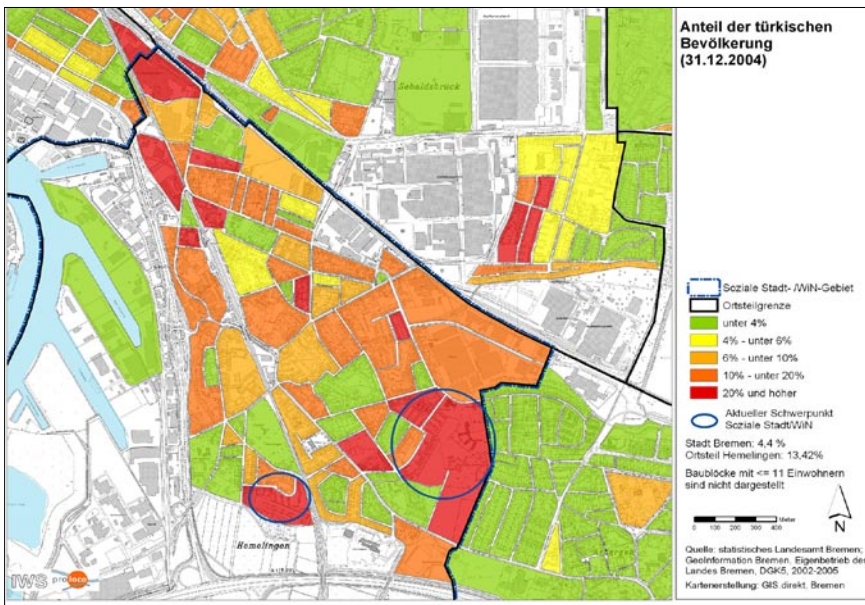 Anteil der türkischen
Bevölkerung
(31.12.2004)
Sebaldsbrück
Soziale Stadt- /WiN-Gebiet
Ortsteilgrenze
unter 4%
4% - unter 6%
6% - unter 10%
10% - unter 20%
20% und höher
Aktueller Schwerpunkt
Soziale Stadt/WiN
Stadt Bremen: 4,4 %
Ortsteil Hemelingen: 13,42%
Baublöcke mit <= 11 Einwohnern
sind nicht dargestellt
0 100 200 300 400 Meter
N
Hemelingen
IWS proloco
Quelle: statistisches Landesamt Bremen;
GeoInformation Bremen, Eigenbetrieb des
Landes Bremen, DGK5, 2002-2005
Kartenerstellung: GIS.direkt, Bremen